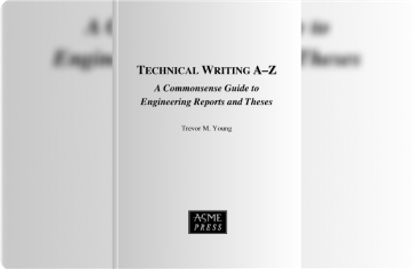 TECHNICAL WRITING A–Z
A Commonsense Guide to
Engineering Reports and Theses
Trevor M. Young
ASME
PRESS